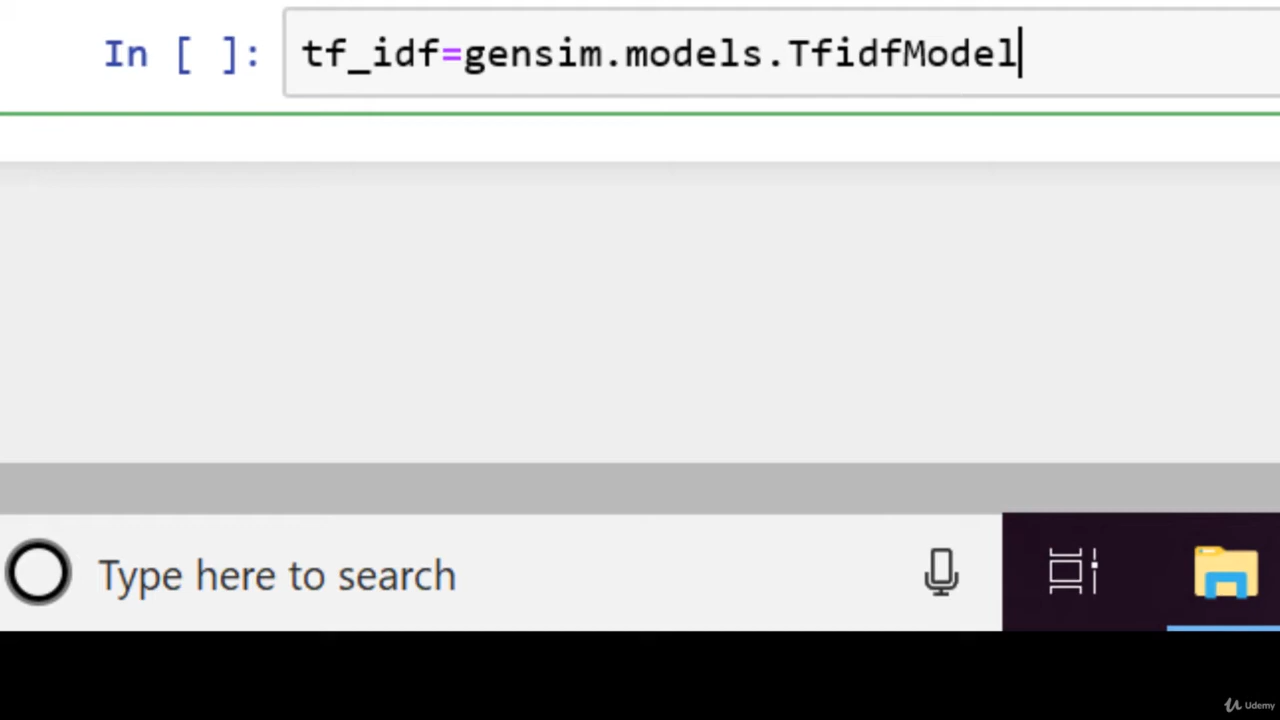 In [ ]: tf_idf=gensim.models.TfidfModel
Type here to search
Udemy